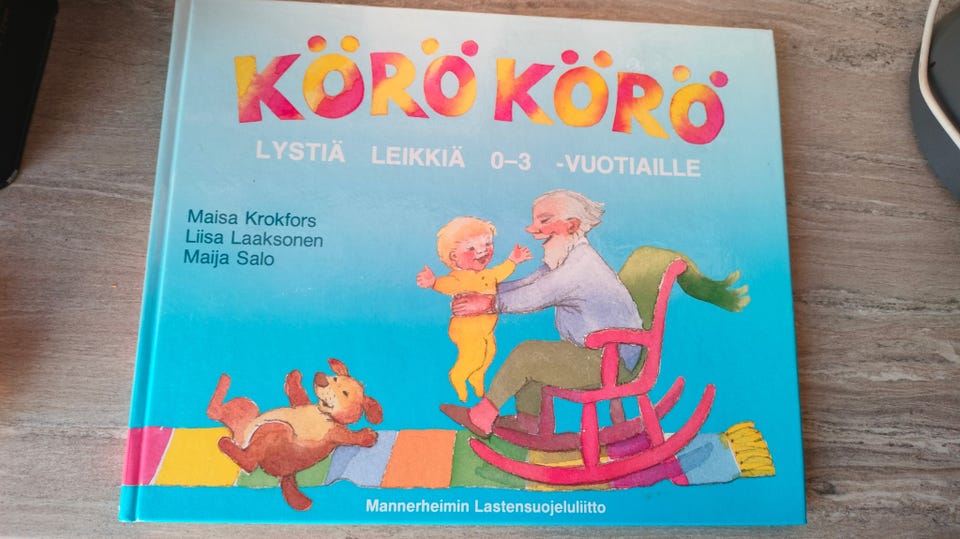 KÖRÖ KÖRÖ
LYSTIÄ LEIKKIÄ 0–3 -VUOTIAILLE
Maisa Krokfors
Liisa Laaksonen
Maija Salo
Mannerheimin Lastensuojeluliitto